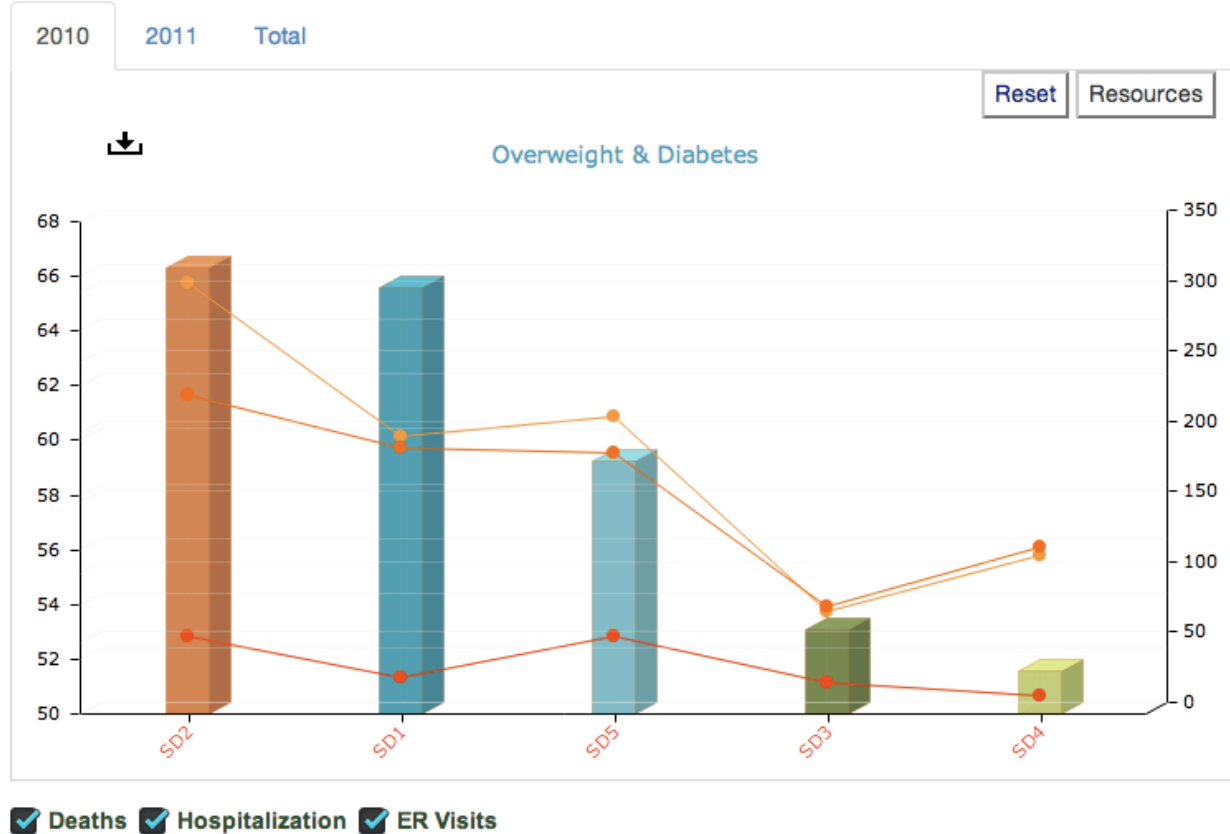 2010 2011 Total
Reset Resources
Overweight & Diabetes
68 350
66 300
64 250
62 200
60 150
58 100
56 50
54 0
52
50
SD2 SD1 SD5 SD3 SD4
Deaths Hospitalization ER Visits